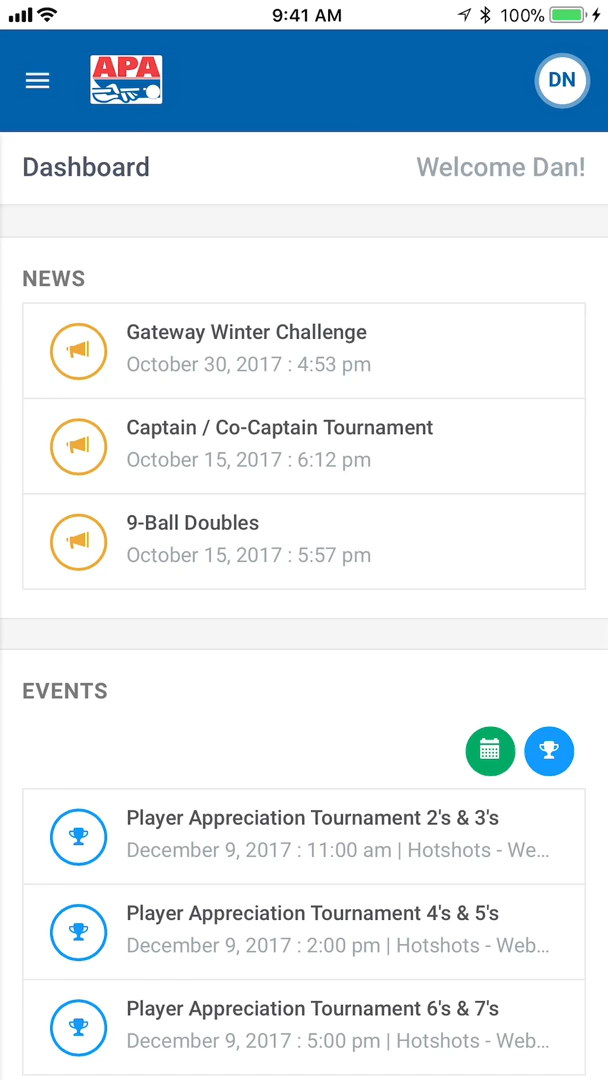 9:41 AM
100%
APA
DN
Dashboard
Welcome Dan!
NEWS
Gateway Winter Challenge
October 30, 2017 : 4:53 pm
Captain / Co-Captain Tournament
October 15, 2017 : 6:12 pm
9-Ball Doubles
October 15, 2017 : 5:57 pm
EVENTS
Player Appreciation Tournament 2's & 3's
December 9, 2017 : 11:00 am | Hotshots - We...
Player Appreciation Tournament 4's & 5's
December 9, 2017 : 2:00 pm | Hotshots - Web...
Player Appreciation Tournament 6's & 7's
December 9, 2017 : 5:00 pm | Hotshots - Web...